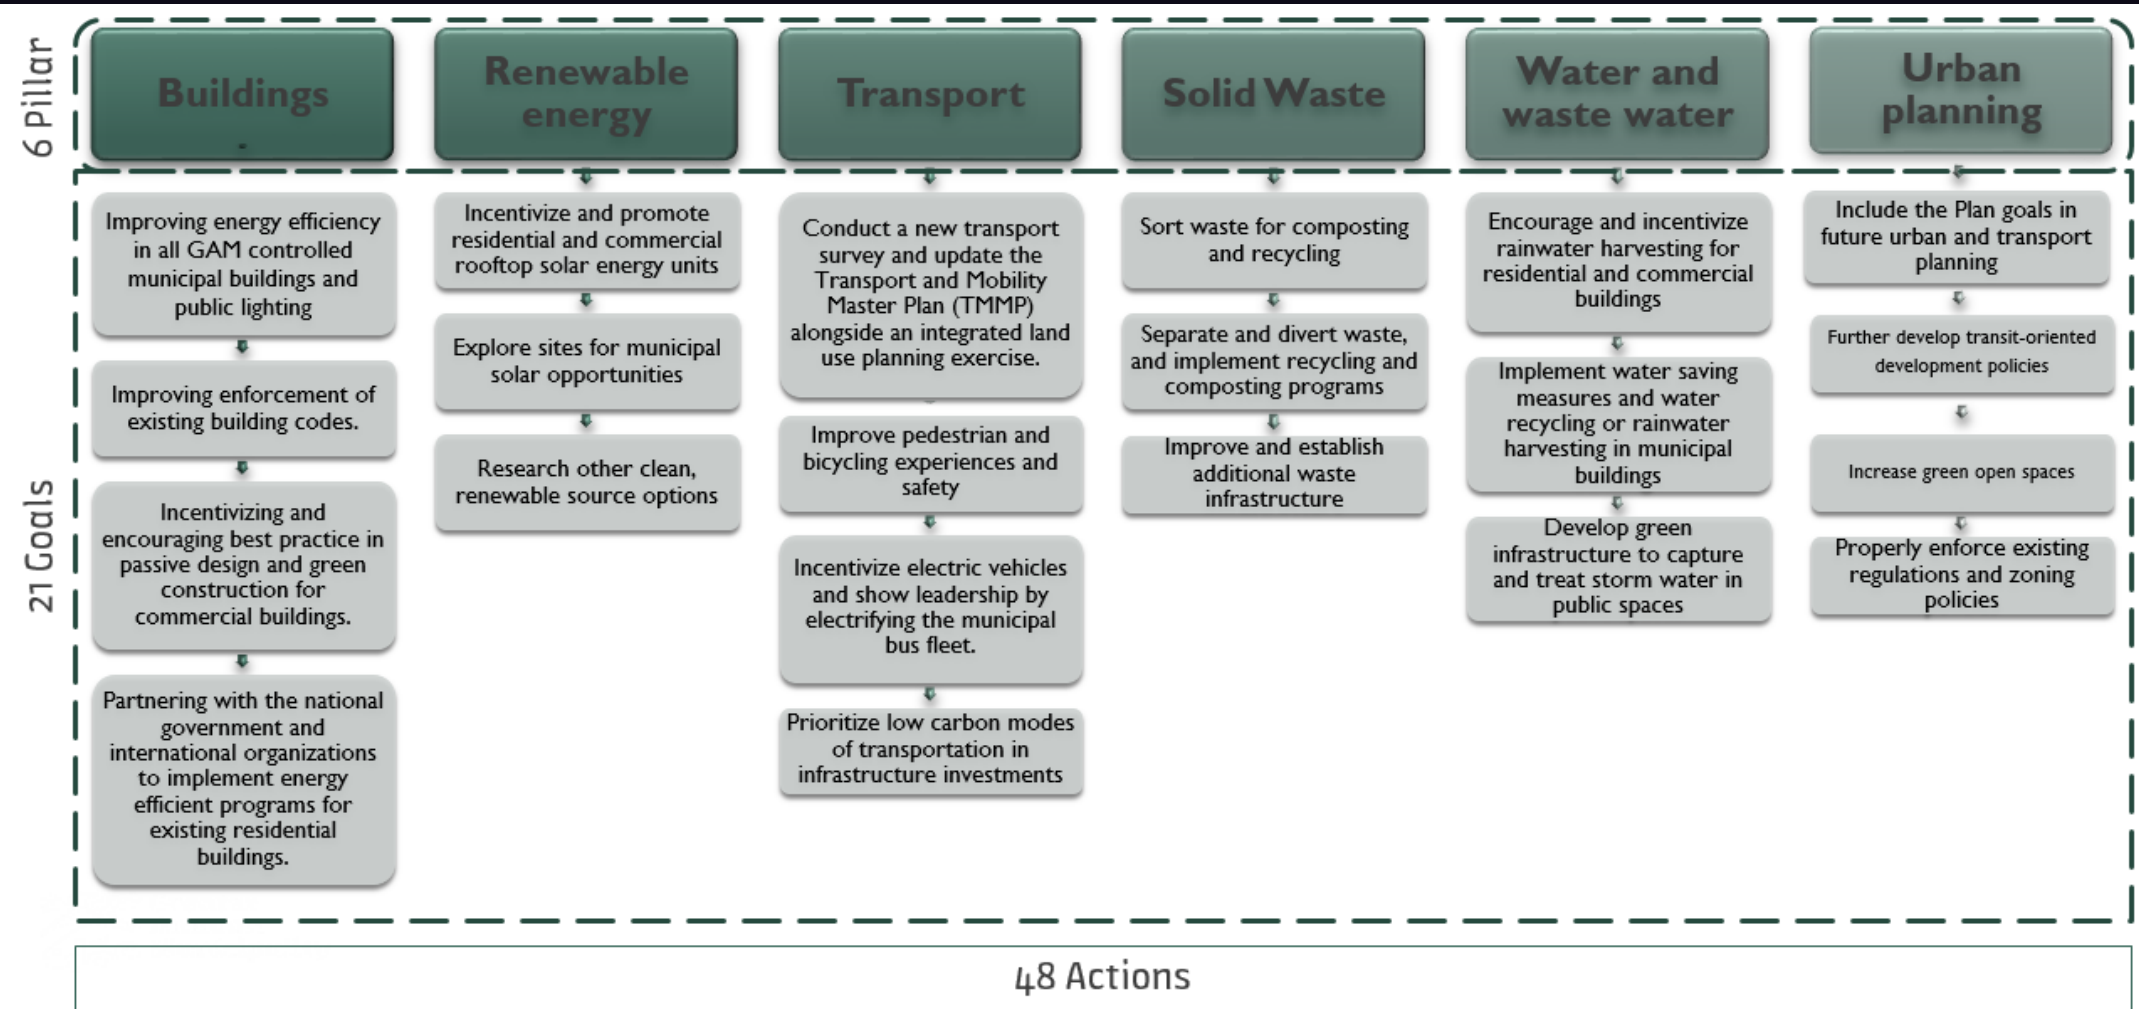 6 Pillar
Buildings
.
Renewable
energy
Transport
Solid Waste
Water and
waste water
Urban
planning
21 Goals
Improving energy efficiency
in all GAM controlled
municipal buildings and
public lighting
Improving enforcement of
existing building codes.
Incentivizing and
encouraging best practice in
passive design and green
construction for
commercial buildings.
Partnering with the national
government and
international organizations
to implement energy
efficient programs for
existing residential
buildings.
Incentivize and promote
residential and commercial
rooftop solar energy units
Explore sites for municipal
solar opportunities
Research other clean,
renewable source options
Conduct a new transport
survey and update the
Transport and Mobility
Master Plan (TMMP)
alongside an integrated land
use planning exercise.
Improve pedestrian and
bicycling experiences and
safety
Incentivize electric vehicles
and show leadership by
electrifying the municipal
bus fleet.
Prioritize low carbon modes
of transportation in
infrastructure investments
Sort waste for composting
and recycling
Separate and divert waste,
and implement recycling and
composting programs
Improve and establish
additional waste
infrastructure
Encourage and incentivize
rainwater harvesting for
residential and commercial
buildings
Implement water saving
measures and water
recycling or rainwater
harvesting in municipal
buildings
Develop green
infrastructure to capture
and treat storm water in
public spaces
Include the Plan goals in
future urban and transport
planning
Further develop transit-oriented
development policies
Increase green open spaces
Properly enforce existing
regulations and zoning
policies
48 Actions